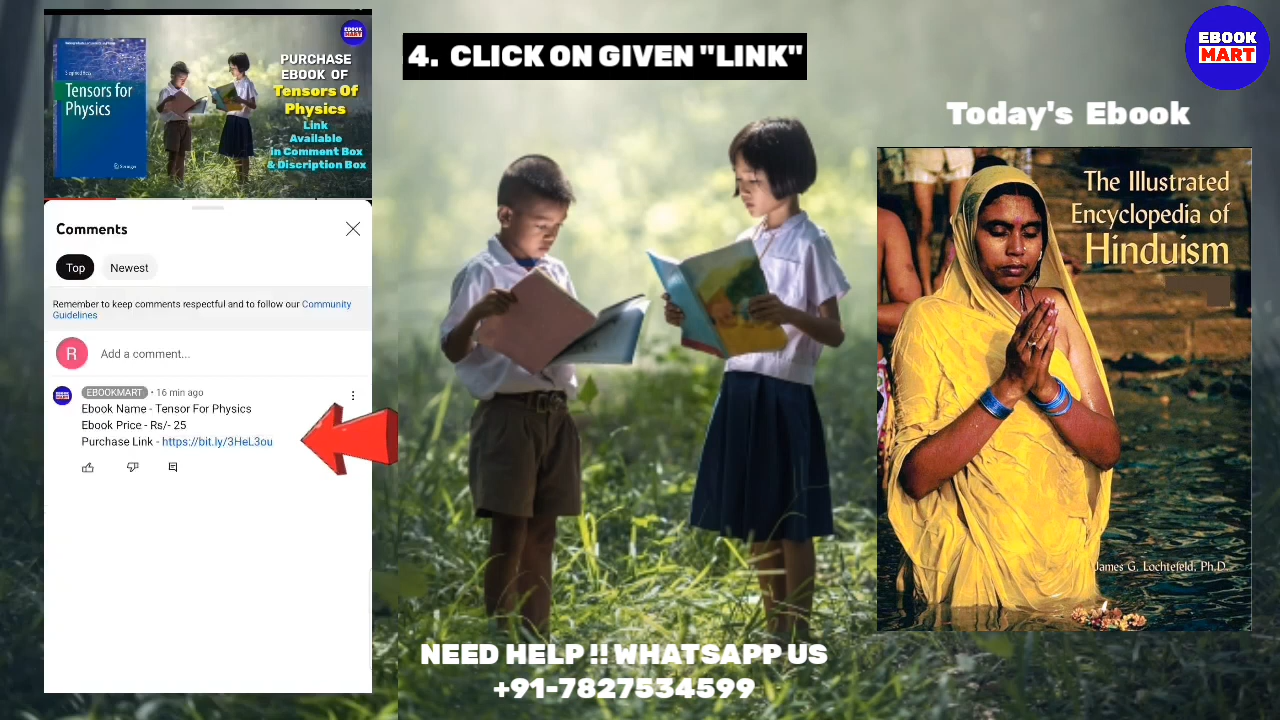 PURCHASE
EBOOK OF
Tensors Of
Physics
Link
Available
in Comment Box
& Discription Box
EBOOK
MART
Tensors for
Physics
Springer
Comments
Top
Newest
Remember to keep comments respectful and to follow our Community
Guidelines
R
Add a comment...
EBOOKMART • 16 min ago
Ebook Name - Tensor For Physics
Ebook Price - Rs/- 25
Purchase Link - https://bit.ly/3HeL3ou
4. CLICK ON GIVEN "LINK"
NEED HELP !! WHATSAPP US
+91-7827534599
EBOOK
MART
Today's Ebook
The Illustrated
Encyclopedia of
Hinduism
James G. Lochtefeld, Ph.D.